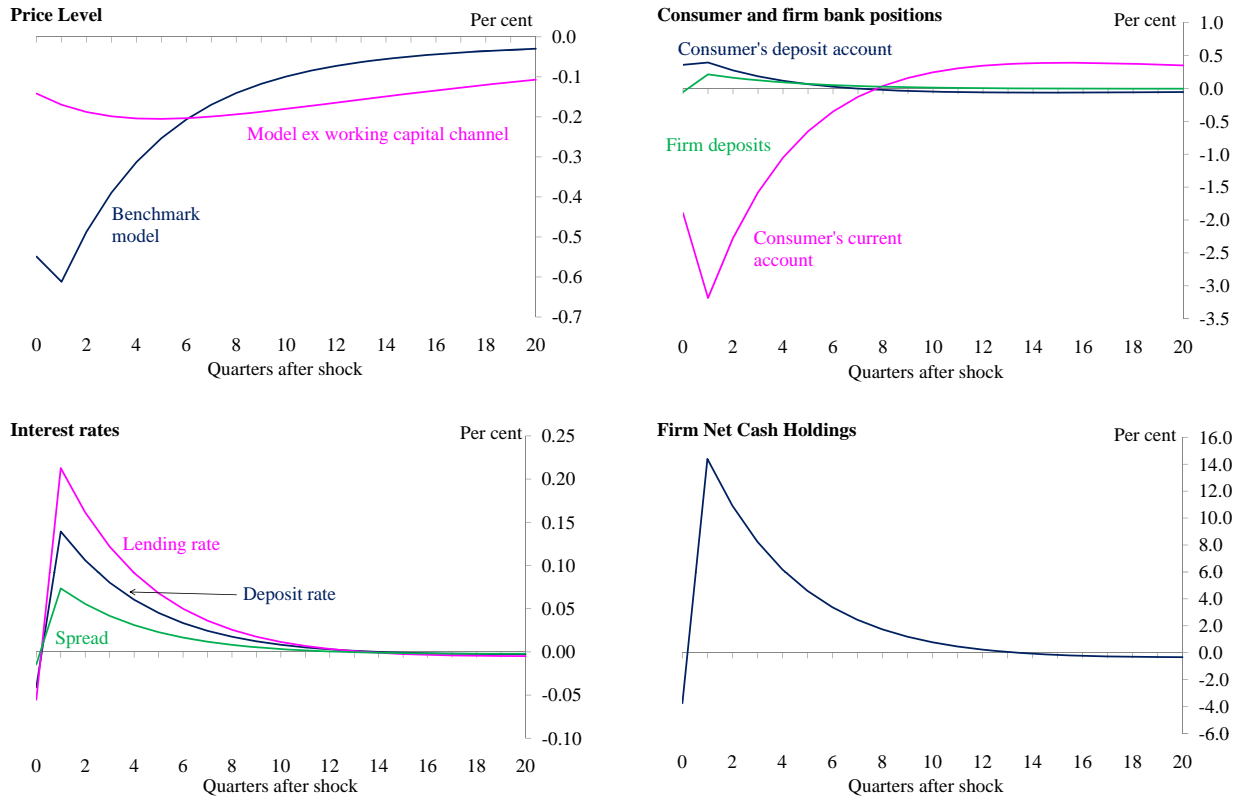 Price Level
Per cent
0.0
-0.1
-0.2
-0.3
-0.4
-0.5
-0.6
-0.7
Model ex working capital channel
Benchmark
model
0 2 4 6 8 10 12 14 16 18 20
Quarters after shock
Consumer and firm bank positions
Per cent
1.0
0.5
0.0
-0.5
-1.0
-1.5
-2.0
-2.5
-3.0
-3.5
Consumer's deposit account
Firm deposits
Consumer's current
account
0 2 4 6 8 10 12 14 16 18 20
Quarters after shock
Interest rates
Per cent
0.25
0.20
0.15
0.10
0.05
0.00
-0.05
-0.10
Lending rate
Deposit rate
Spread
0 2 4 6 8 10 12 14 16 18 20
Quarters after shock
Firm Net Cash Holdings
Per cent
16.0
14.0
12.0
10.0
8.0
6.0
4.0
2.0
0.0
-2.0
-4.0
-6.0
0 2 4 6 8 10 12 14 16 18 20
Quarters after shock